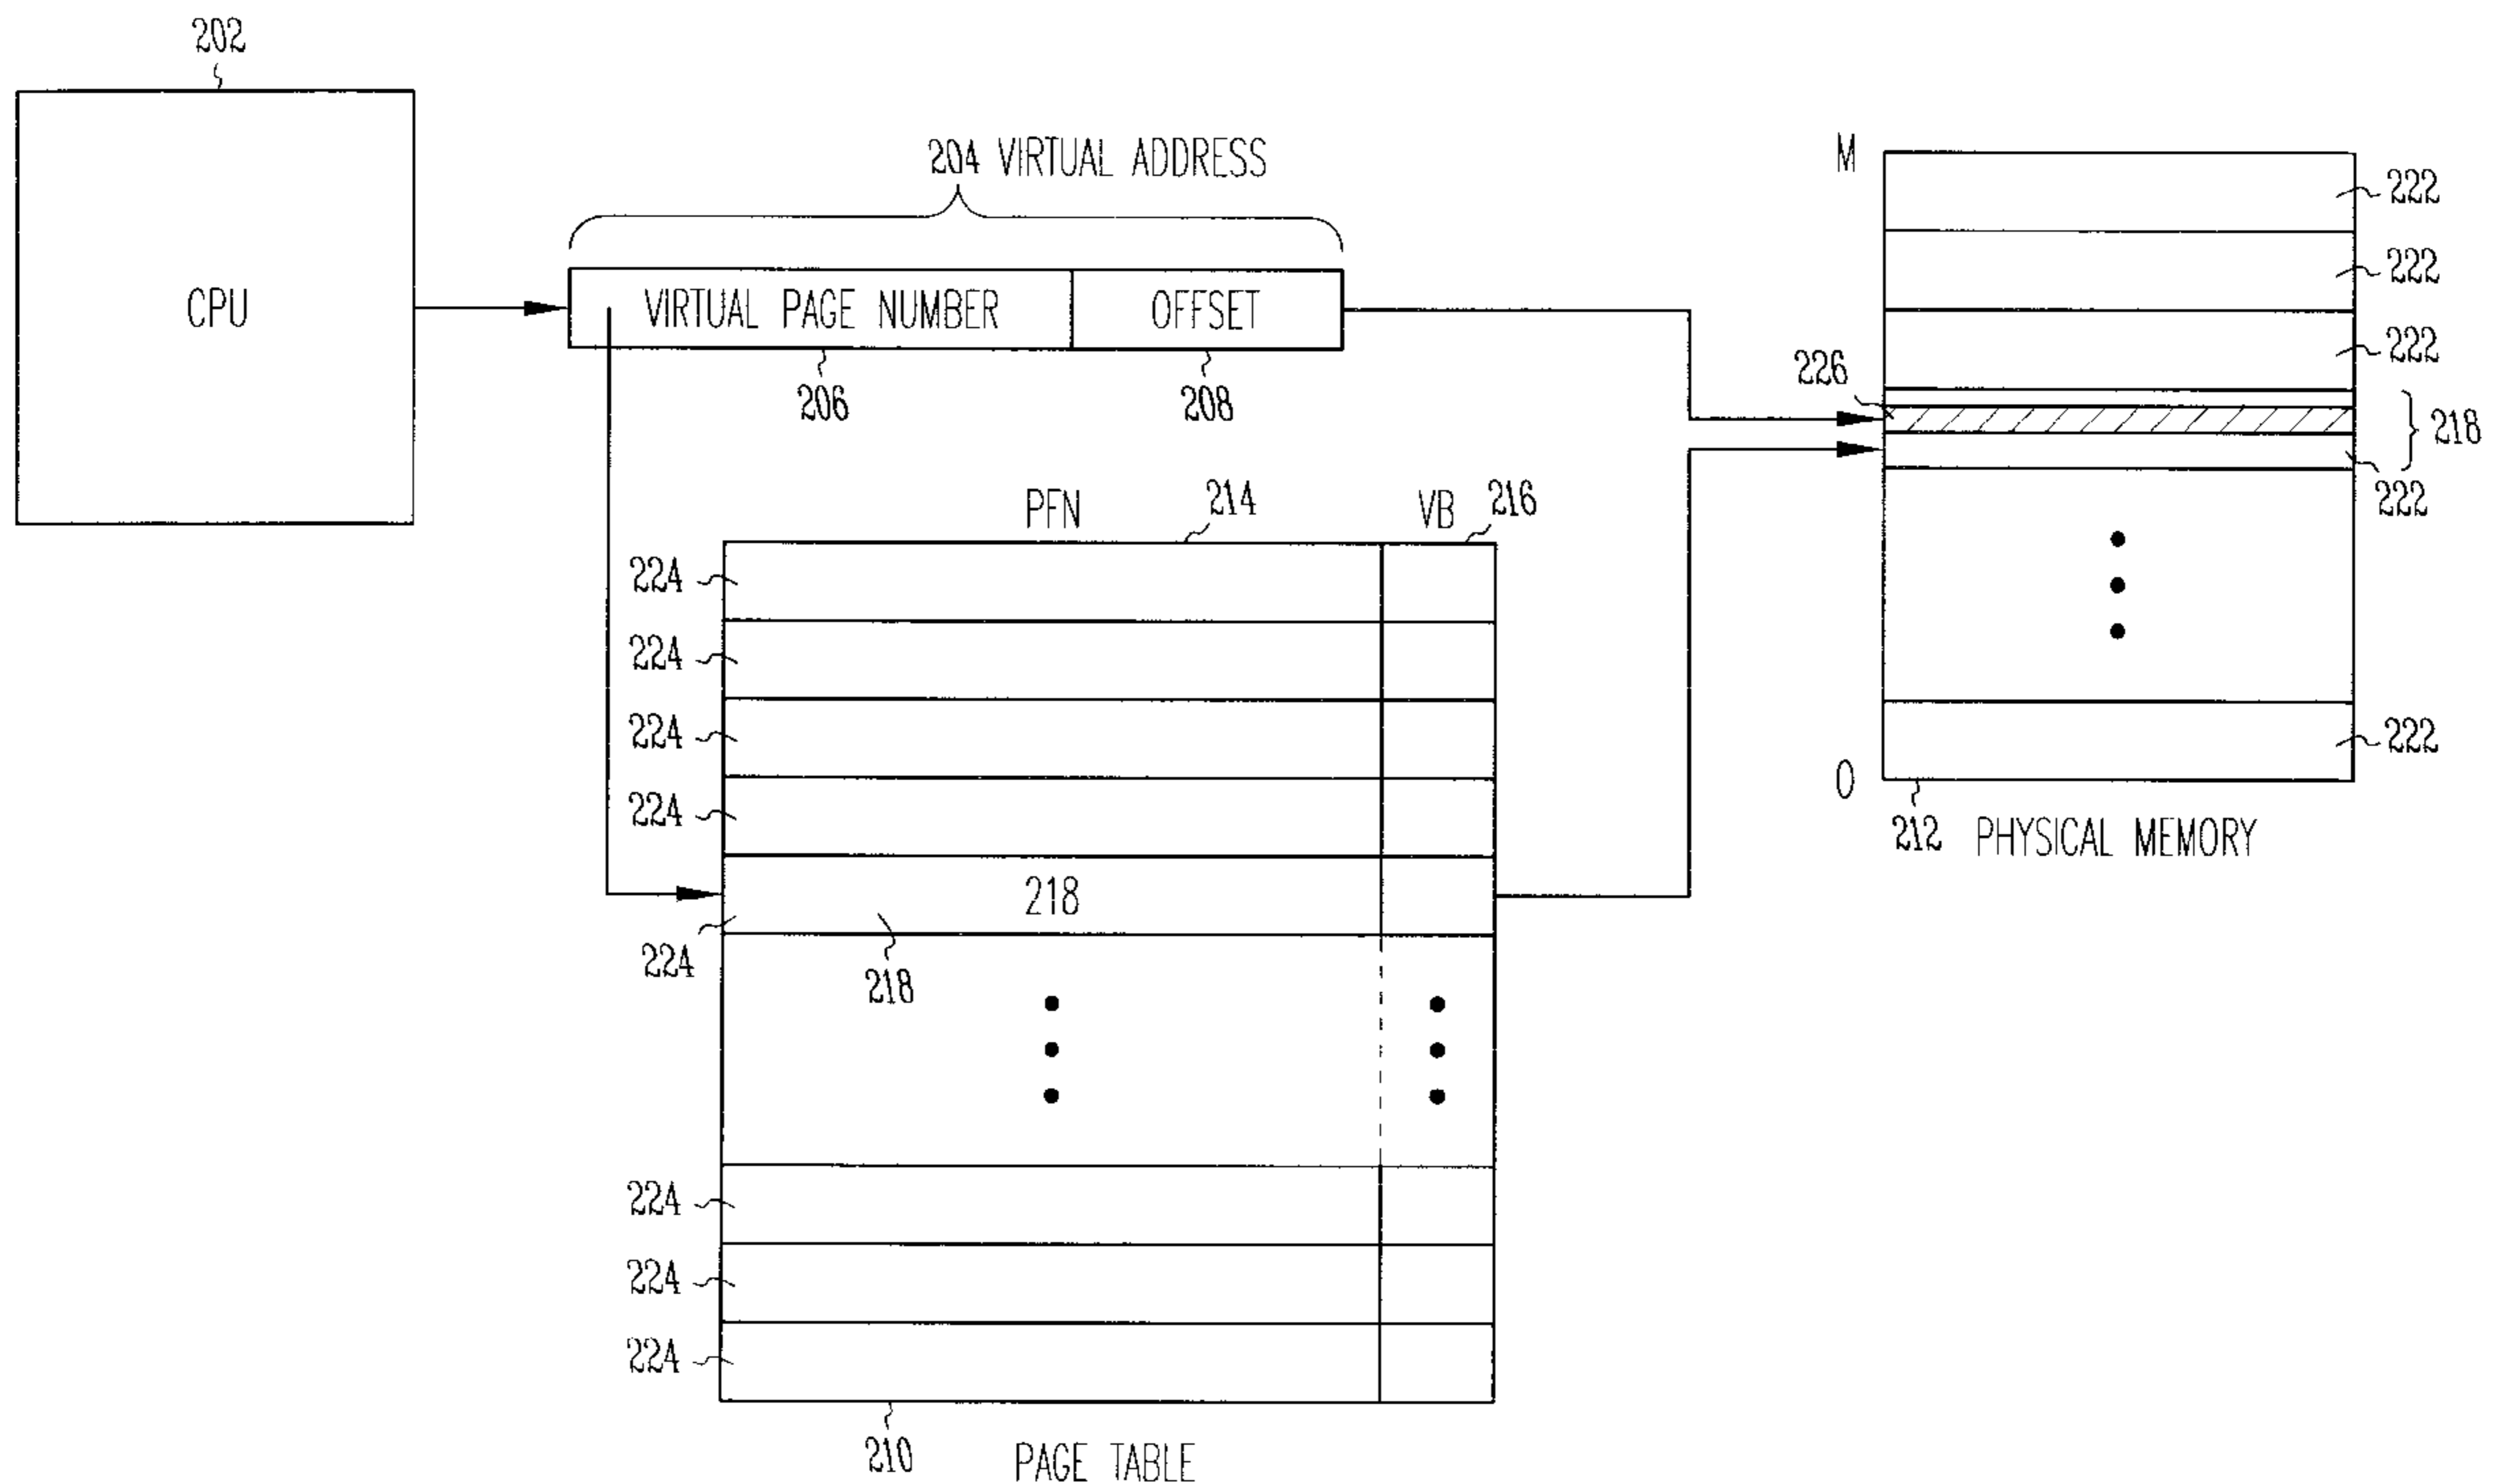 202
CPU
204 VIRTUAL ADDRESS
VIRTUAL PAGE NUMBER
OFFSET
206
208
M
222
222
222
226
218
222
222
O
212 PHYSICAL MEMORY
PFN
214
VB
216
224
224
224
224
218
224
218
224
224
224
210
PAGE TABLE